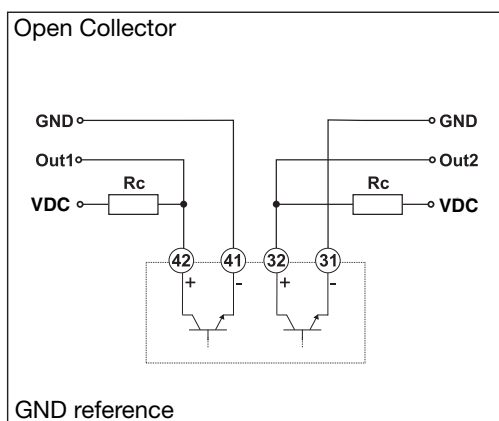 Open Collector
GND GND
Out1 Out2
Rc Rc
VDC VDC
42 41 32 31
+ - + -
GND reference